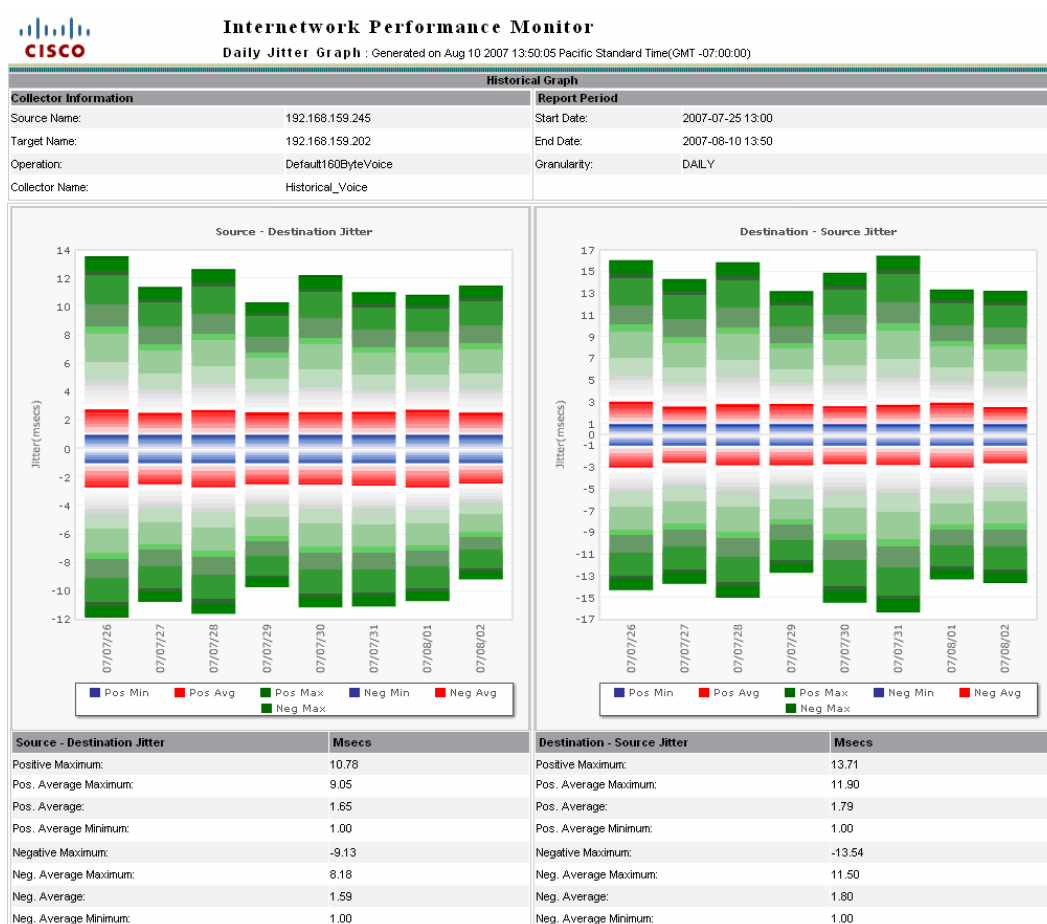 CISCO
Internetwork Performance Monitor
Daily Jitter Graph : Generated on Aug 10 2007 13:50:05 Pacific Standard Time(GMT -07:00:00)
Historical Graph
Collector Information
Source Name: 192.168.159.245
Target Name: 192.168.159.202
Operation: Default160ByteVoice
Collector Name: Historical_Voice
Report Period
Start Date: 2007-07-25 13:00
End Date: 2007-08-10 13:50
Granularity: DAILY
Source - Destination Jitter
Jitter(msecs)
14
12
10
8
6
4
2
0
-2
-4
-6
-8
-10
-12
07/07/26 07/07/27 07/07/28 07/07/29 07/07/30 07/07/31 07/08/01 07/08/02
Pos Min Pos Avg Pos Max Neg Min Neg Avg
Neg Max
Destination - Source Jitter
Jitter(msecs)
17
15
13
11
9
7
5
3
1
0
-1
-3
-5
-7
-9
-11
-13
-15
-17
07/07/26 07/07/27 07/07/28 07/07/29 07/07/30 07/07/31 07/08/01 07/08/02
Pos Min Pos Avg Pos Max Neg Min Neg Avg
Neg Max
Source - Destination Jitter Msecs
Positive Maximum: 10.78
Pos. Average Maximum: 9.05
Pos. Average: 1.65
Pos. Average Minimum: 1.00
Negative Maximum: -9.13
Neg. Average Maximum: 8.18
Neg. Average: 1.59
Neg. Average Minimum: 1.00
Destination - Source Jitter Msecs
Positive Maximum: 13.71
Pos. Average Maximum: 11.90
Pos. Average: 1.79
Pos. Average Minimum: 1.00
Negative Maximum: -13.54
Neg. Average Maximum: 11.50
Neg. Average: 1.80
Neg. Average Minimum: 1.00